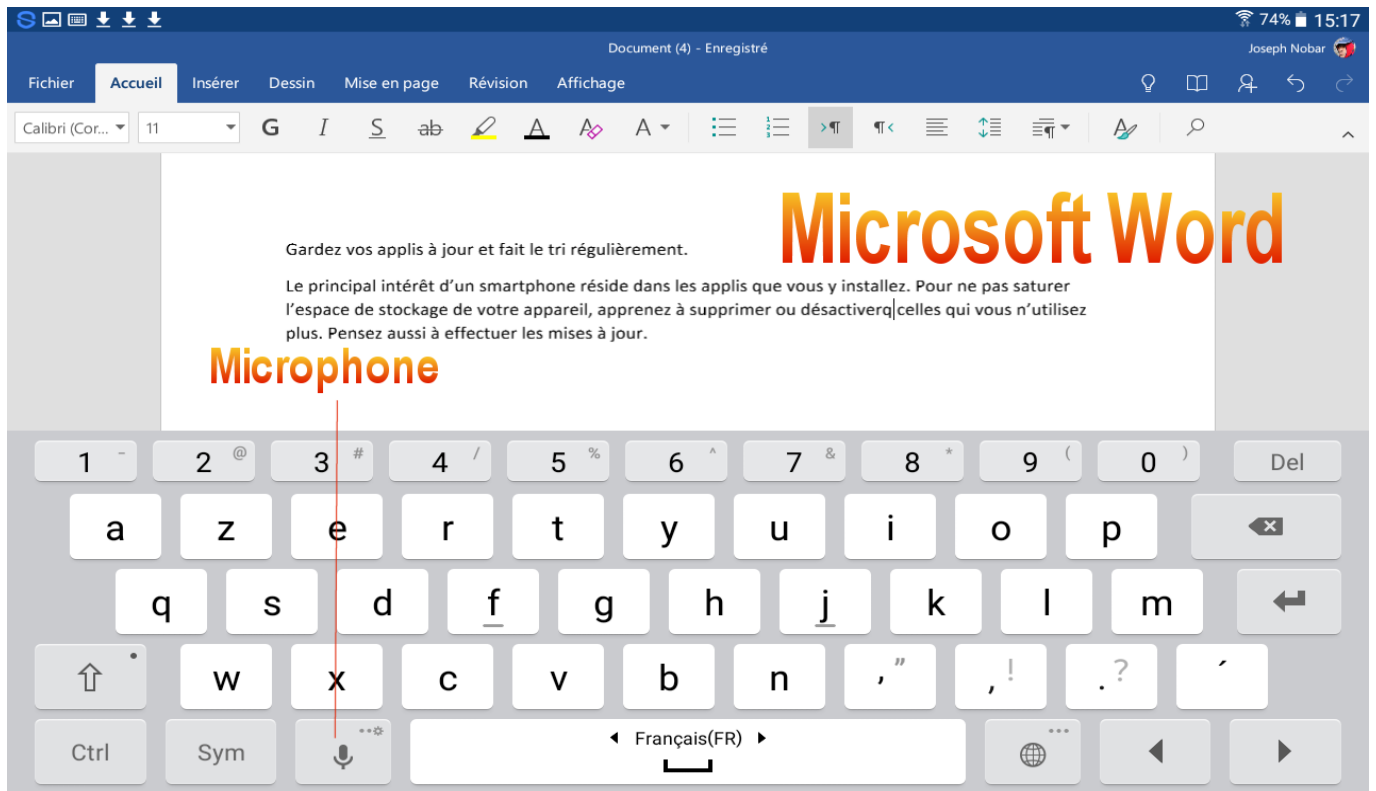 74% 15:17
Document (4) - Enregistré Joseph Nobar
Fichier Accueil Insérer Dessin Mise en page Révision Affichage
Calibri (Cor... 11 G I S ab A A A
Microsoft Word
Gardez vos applis à jour et fait le tri régulièrement.
Le principal intérêt d’un smartphone réside dans les applis que vous y installez. Pour ne pas saturer
l’espace de stockage de votre appareil, apprenez à supprimer ou désactiverq celles qui vous n’utilisez
plus. Pensez aussi à effectuer les mises à jour.
Microphone
1 - 2 @ 3 # 4 / 5 % 6 ^ 7 & 8 * 9 ( 0 ) Del
a z e r t y u i o p
q s d f g h j k l m
w x c v b n ' " , ! . ? ´
Ctrl Sym Français(FR)